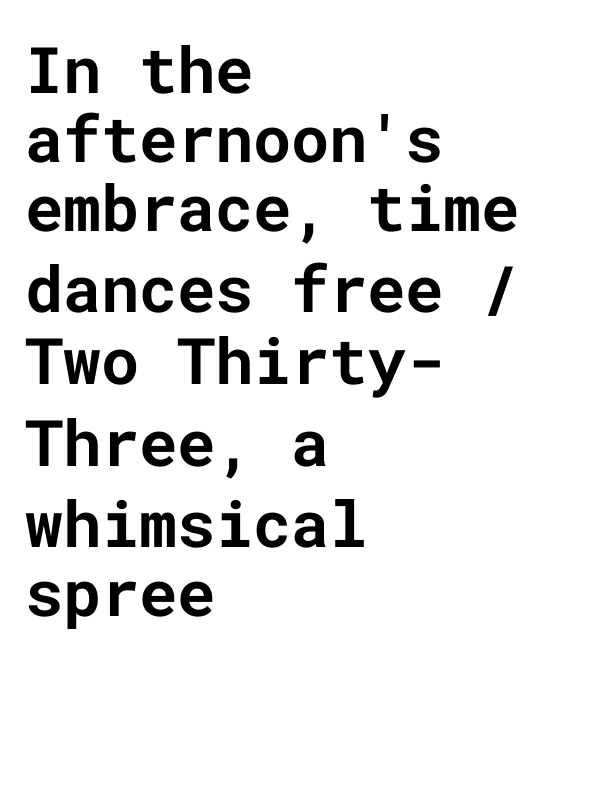 In the
afternoon's
embrace, time
dances free /
Two Thirty-
Three, a
whimsical
spree